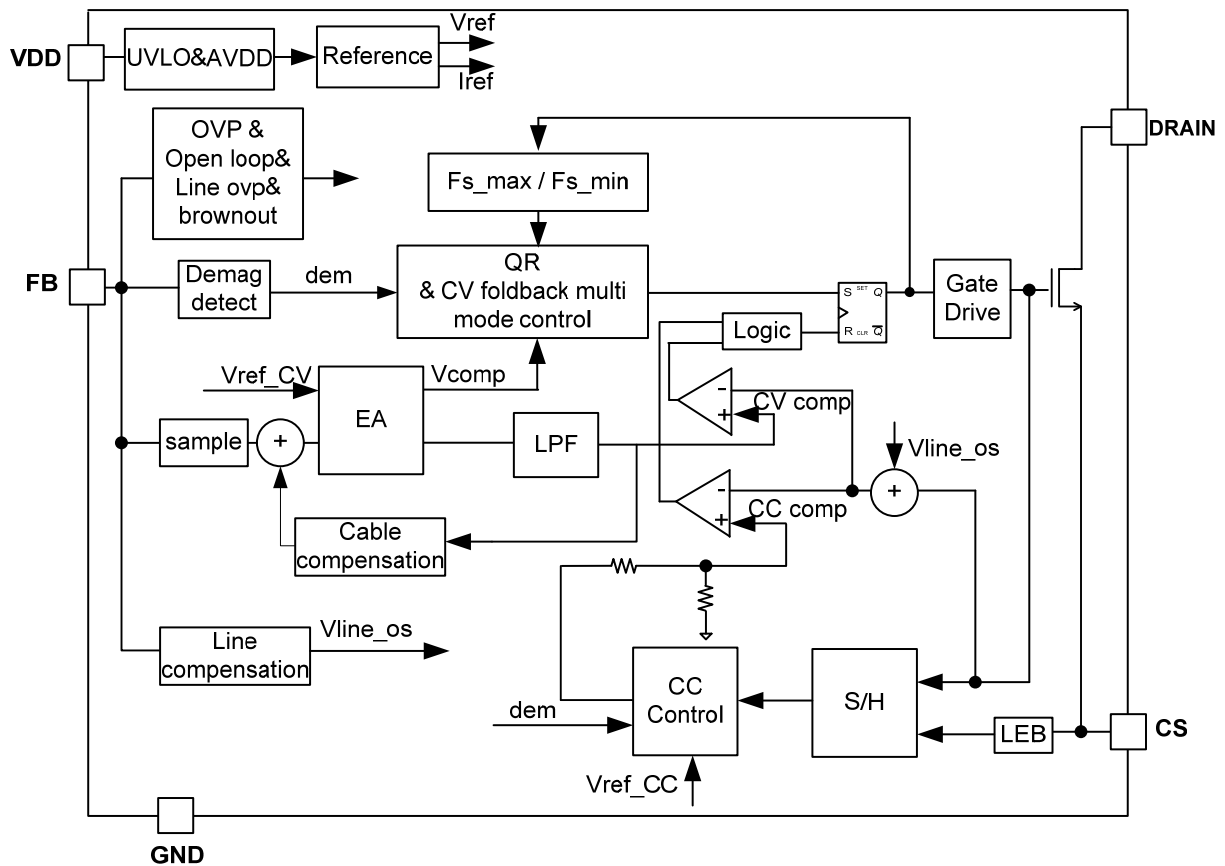 VDD
UVLO&AVDD
Reference
Vref
Iref
OVP &
Open loop&
Line ovp&
brownout
Fs_max / Fs_min
DRAIN
FB
Demag
detect
dem
QR
& CV foldback multi
mode control
S SET Q
R CLR Q
Gate
Drive
Logic
Vref_CV
Vcomp
EA
-
CV comp
+
sample
+
LPF
Vline_os
-
+
CC comp
+
Cable
compensation
Line
compensation
Vline_os
CC
Control
S/H
dem
LEB
CS
Vref_CC
GND